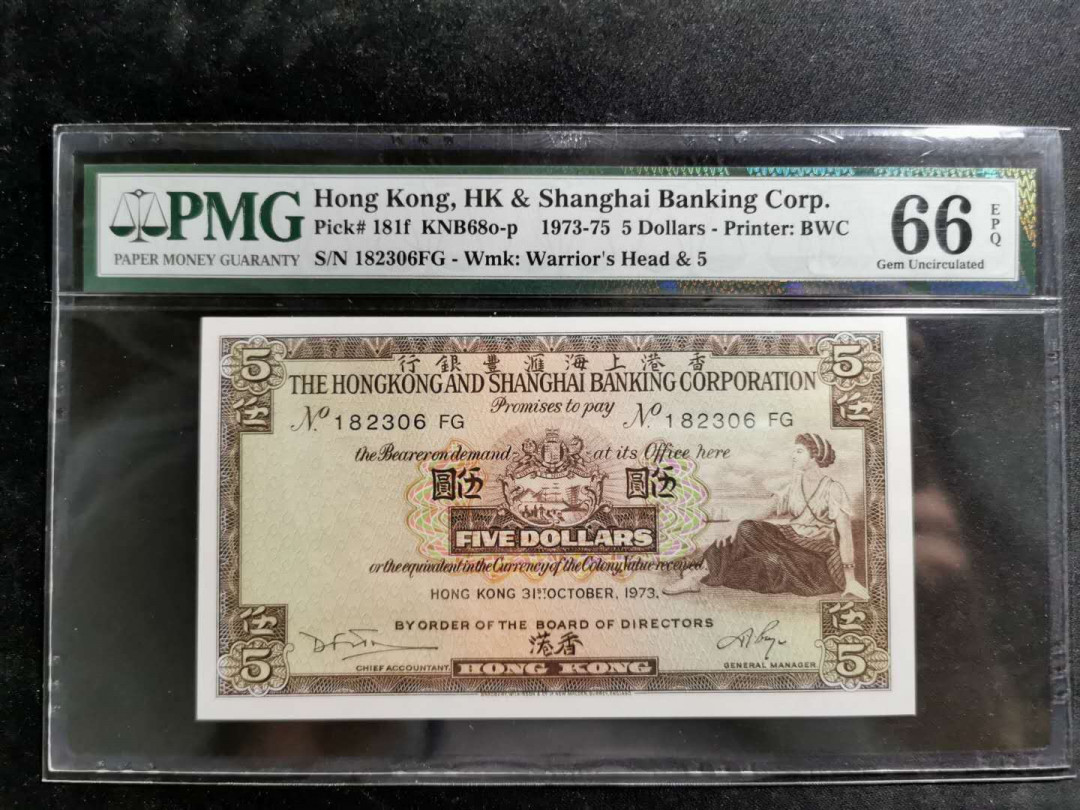 PMG
PAPER MONEY GUARANTY
Hong Kong, HK & Shanghai Banking Corp.
Pick# 181f KNB68o-p 1973-75 5 Dollars - Printer: BWC
S/N 182306FG - Wmk: Warrior's Head & 5
66
EPQ
Gem Uncirculated
5 5
行銀豐滙海上港香
伍 伍
THE HONGKONG AND SHANGHAI BANKING CORPORATION
Promises to pay
No. 182306 FG No. 182306 FG
the Bearer on demand at its Office here
圓伍 圓伍
FIVE DOLLARS
or the equivalent in the Currency of the Colony Value received.
HONG KONG 31ST OCTOBER, 1973.
伍 伍
BY ORDER OF THE BOARD OF DIRECTORS
港香
5 5
CHIEF ACCOUNTANT. HONG KONG GENERAL MANAGER